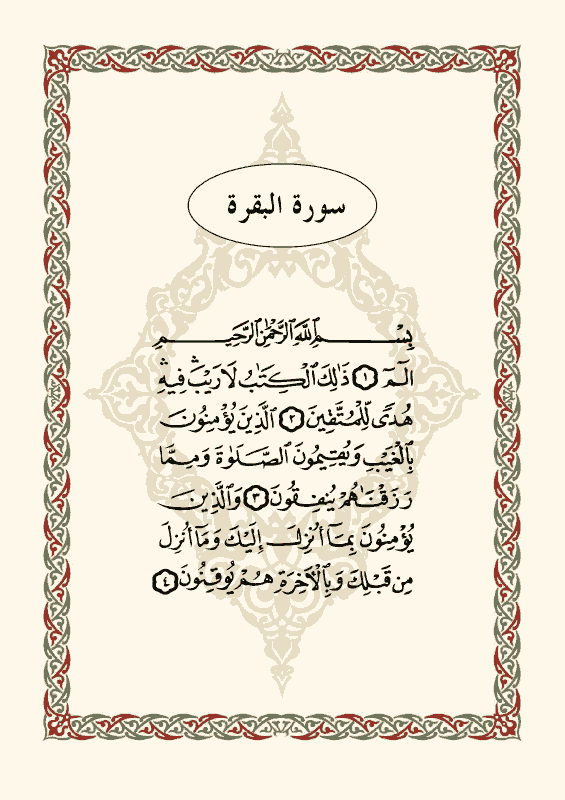 سورة البقرة
بِسْمِ ٱللَّهِ ٱلرَّحْمَٰنِ ٱلرَّحِيمِ
الٓمٓ ١ ذَٰلِكَ ٱلْكِتَٰبُ لَا رَيْبَ ۛ فِيهِ ۛ
هُدًى لِّلْمُتَّقِينَ ٢ ٱلَّذِينَ يُؤْمِنُونَ
بِٱلْغَيْبِ وَيُقِيمُونَ ٱلصَّلَوٰةَ وَمِمَّا
رَزَقْنَٰهُمْ يُنفِقُونَ ٣ وَٱلَّذِينَ
يُؤْمِنُونَ بِمَآ أُنزِلَ إِلَيْكَ وَمَآ أُنزِلَ
مِن قَبْلِكَ وَبِٱلْأَخِرَةِ هُمْ يُوقِنُونَ ٤